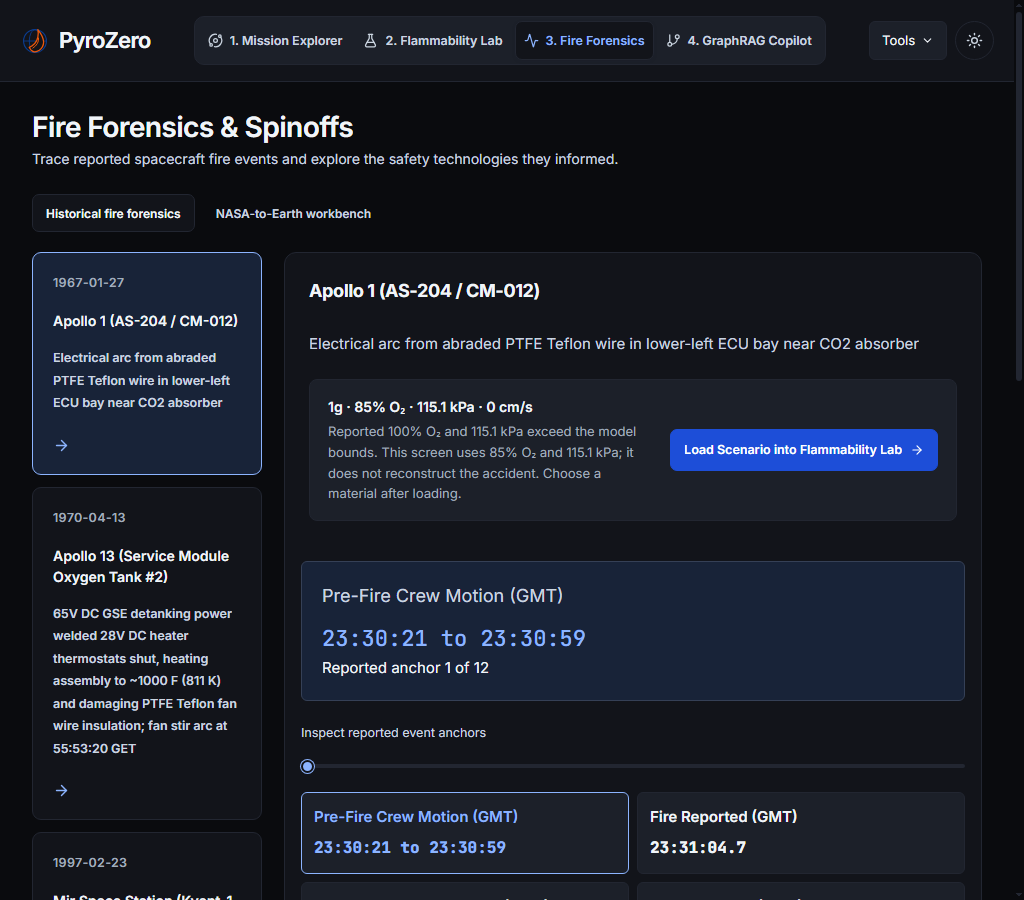 PyroZero
1. Mission Explorer
2. Flammability Lab
3. Fire Forensics
4. GraphRAG Copilot
Tools
Fire Forensics & Spinoffs
Trace reported spacecraft fire events and explore the safety technologies they informed.
Historical fire forensics
NASA-to-Earth workbench
1967-01-27
Apollo 1 (AS-204 / CM-012)
Electrical arc from abraded
PTFE Teflon wire in lower-left
ECU bay near CO2 absorber
1970-04-13
Apollo 13 (Service Module
Oxygen Tank #2)
65V DC GSE detanking power
welded 28V DC heater
thermostats shut, heating
assembly to ~1000 F (811 K)
and damaging PTFE Teflon fan
wire insulation; fan stir arc at
55:53:20 GET
1997-02-23
Mir Space Station (Kvant-1
Apollo 1 (AS-204 / CM-012)
Electrical arc from abraded PTFE Teflon wire in lower-left ECU bay near CO2 absorber
1g · 85% O₂ · 115.1 kPa · 0 cm/s
Reported 100% O₂ and 115.1 kPa exceed the model
bounds. This screen uses 85% O₂ and 115.1 kPa; it
does not reconstruct the accident. Choose a
material after loading.
Load Scenario into Flammability Lab
Pre-Fire Crew Motion (GMT)
23:30:21 to 23:30:59
Reported anchor 1 of 12
Inspect reported event anchors
Pre-Fire Crew Motion (GMT)
23:30:21 to 23:30:59
Fire Reported (GMT)
23:31:04.7